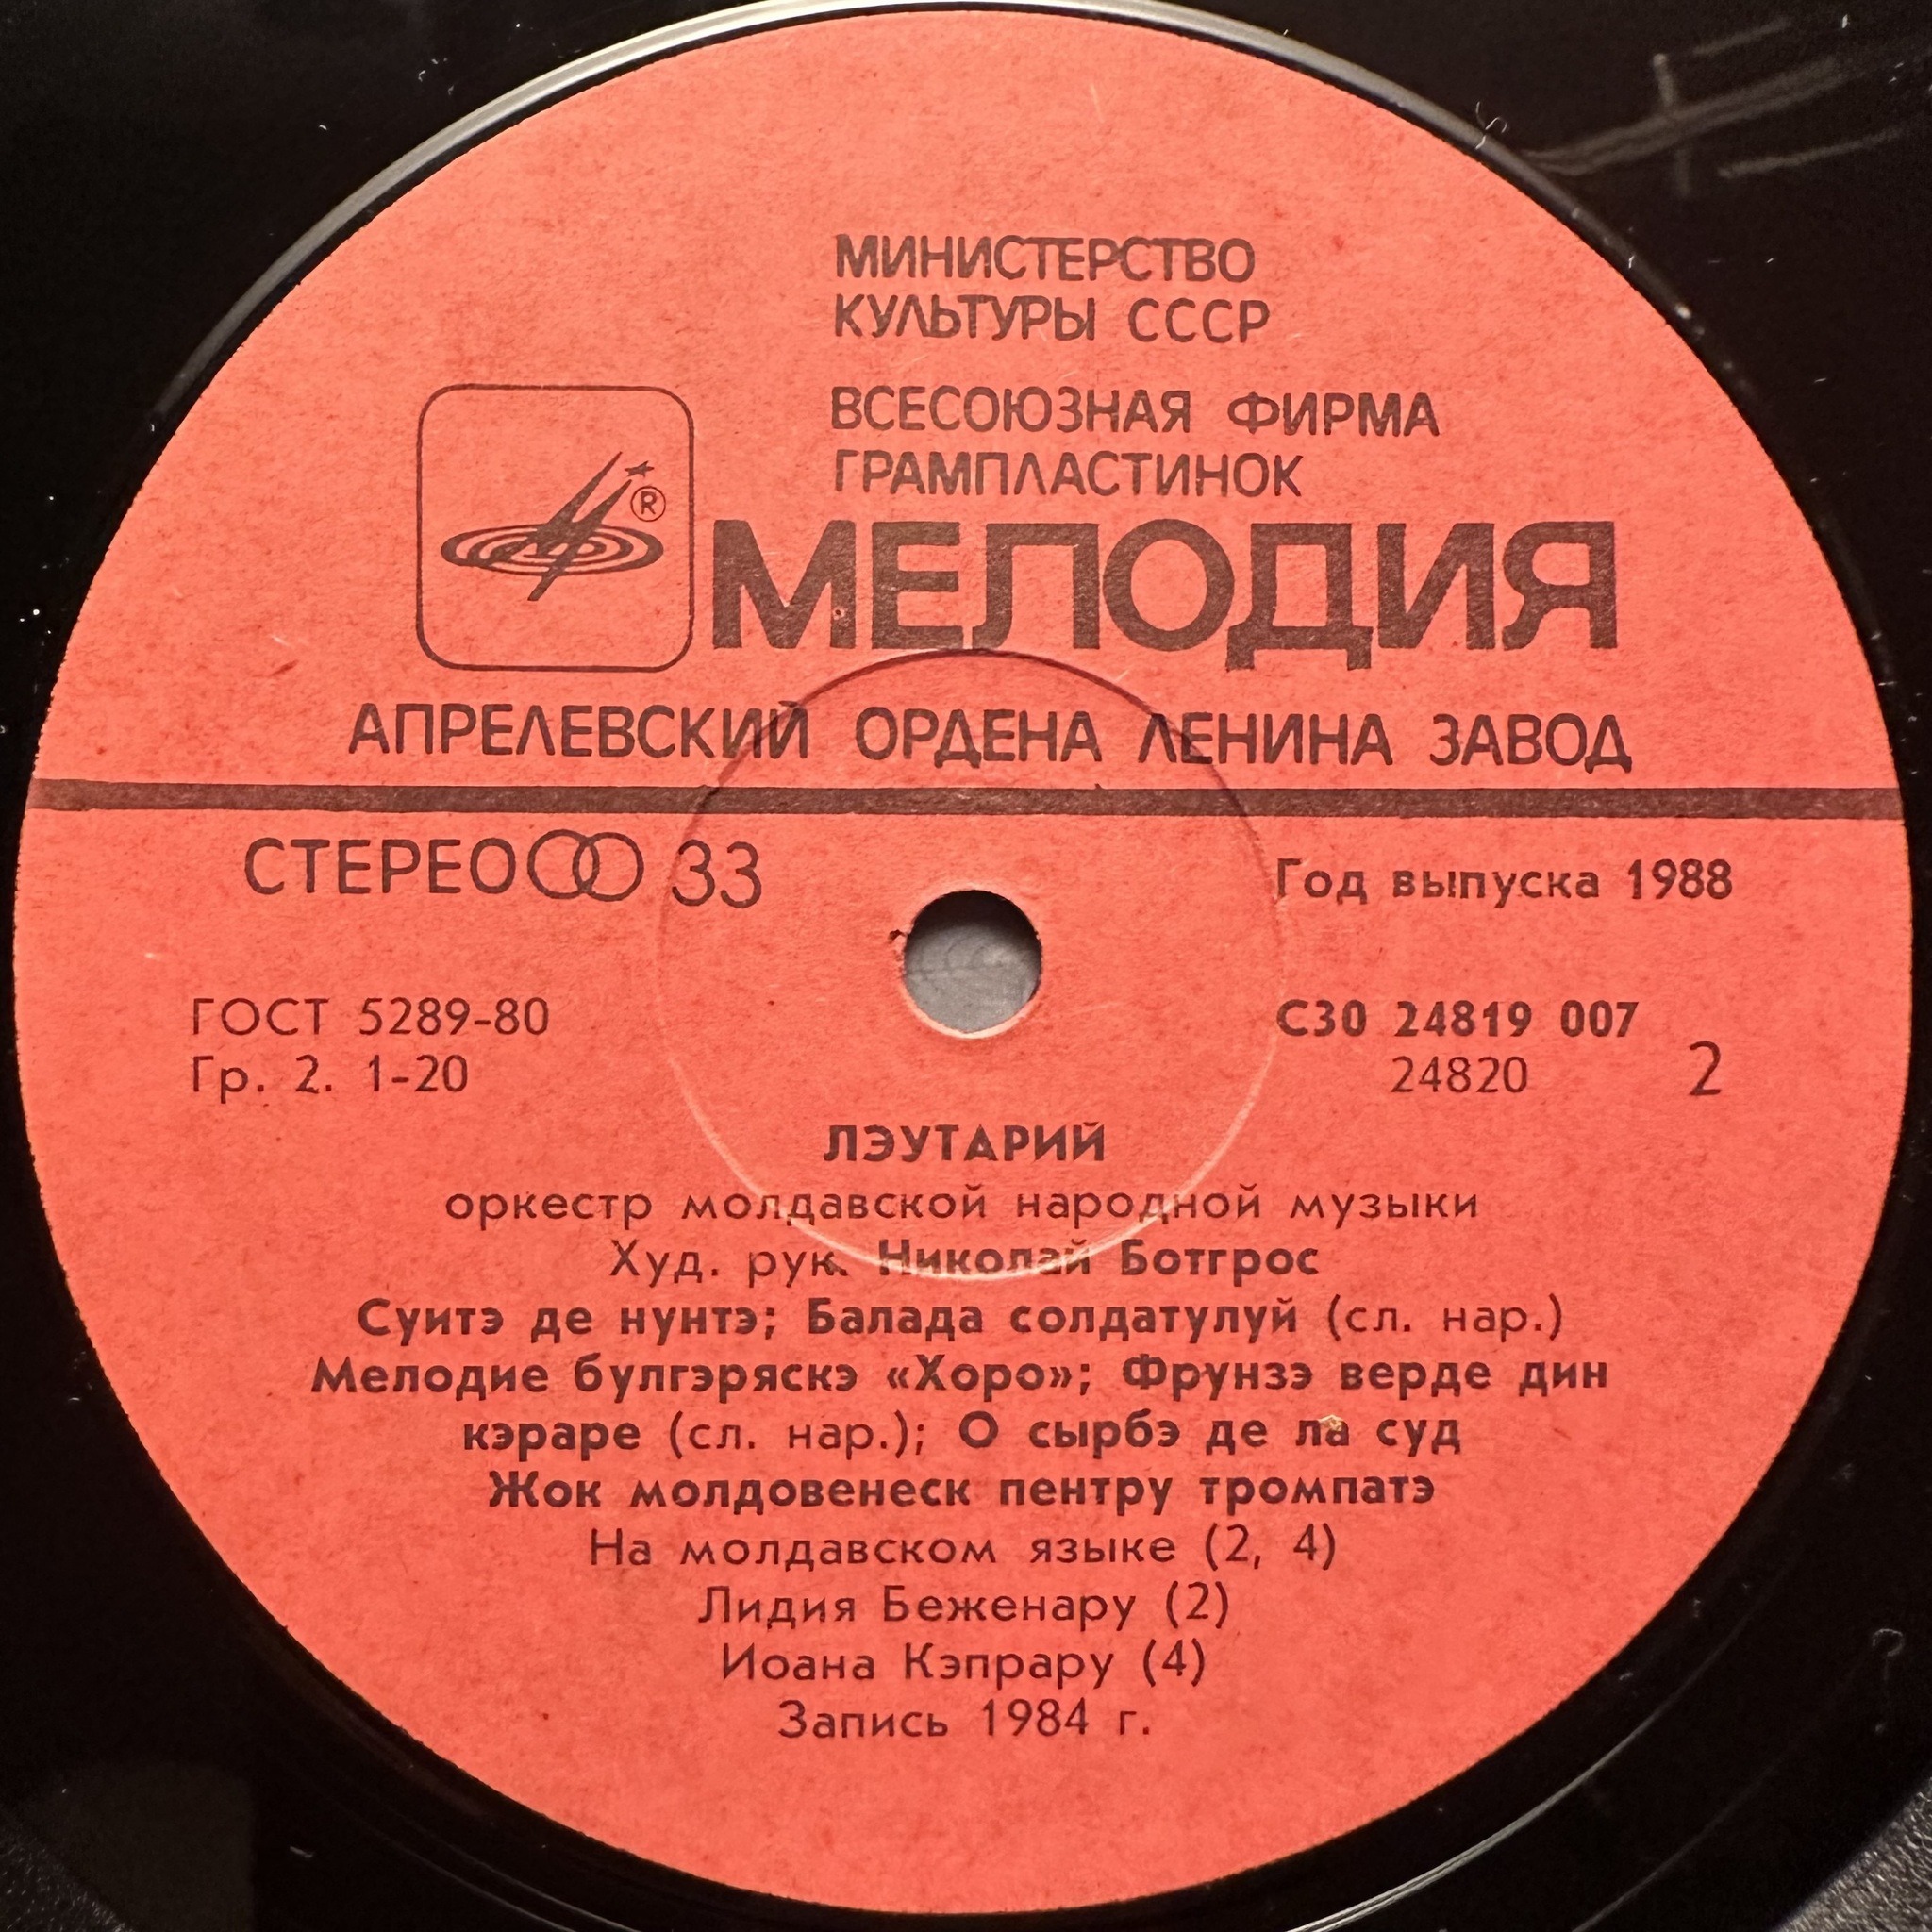 МИНИСТЕРСТВО
КУЛЬТУРЫ СССР
ВСЕСОЮЗНАЯ ФИРМА
ГРАМПЛАСТИНОК
®
МЕЛОДИЯ
АПРЕЛЕВСКИЙ ОРДЕНА ЛЕНИНА ЗАВОД
СТЕРЕО 33
Год выпуска 1988
ГОСТ 5289-80
Гр. 2. 1-20
С30 24819 007
24820 2
ЛЭУТАРИЙ
оркестр молдавской народной музыки
Худ. рук. Николай Ботгрос
Суитэ де нунтэ; Балада солдатулуй (сл. нар.)
Мелодие булгэряскэ «Хоро»; Фрунзэ верде дин
кэраре (сл. нар.); О сырбэ де ла суд
Жок молдовенеск пентру тромпатэ
На молдавском языке (2, 4)
Лидия Беженару (2)
Иоана Кэпрару (4)
Запись 1984 г.